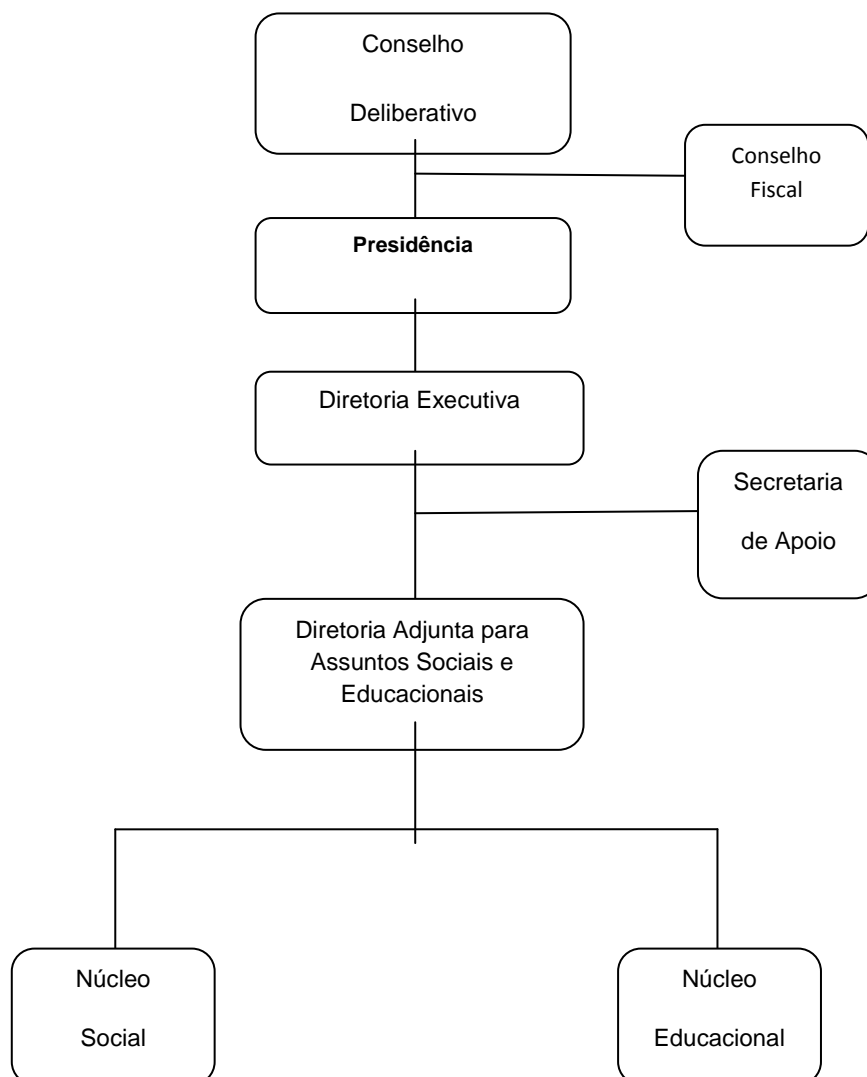 Conselho
Deliberativo
Conselho
Fiscal
Presidência
Diretoria Executiva
Secretaria
de Apoio
Diretoria Adjunta para
Assuntos Sociais e
Educacionais
Núcleo
Social
Núcleo
Educacional